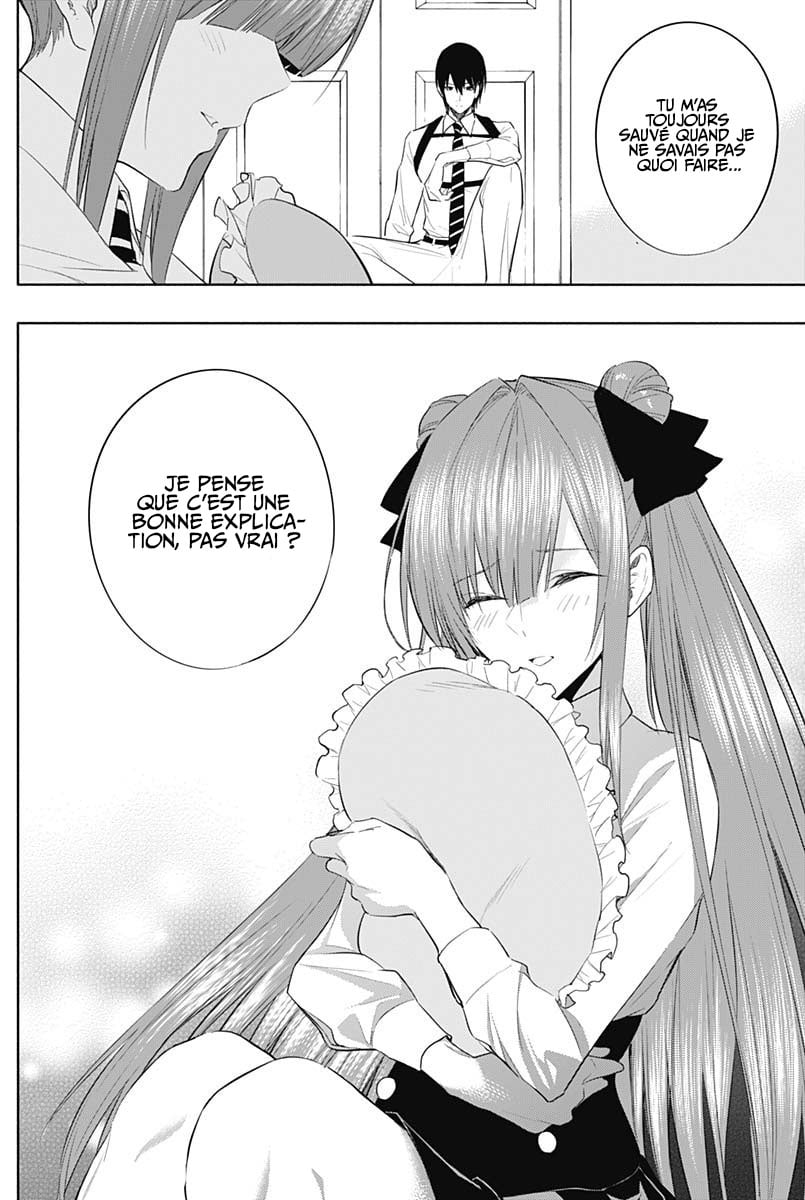 TU M'AS
TOUJOURS
SAUVÉ QUAND JE
NE SAVAIS PAS
QUOI FAIRE...
JE PENSE
QUE C'EST UNE
BONNE EXPLICA-
TION, PAS VRAI ?